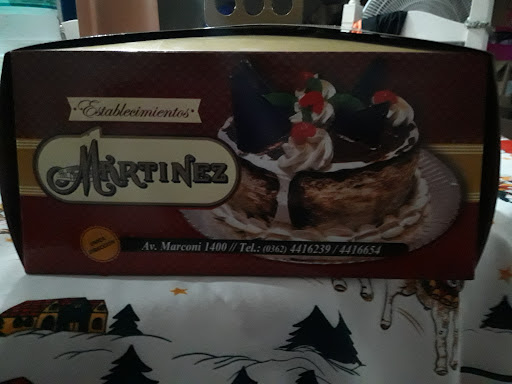 Establecimientos
MARTINEZ
Av. Marconi 1400 // Tel.: (0362) 4416239 / 4416654